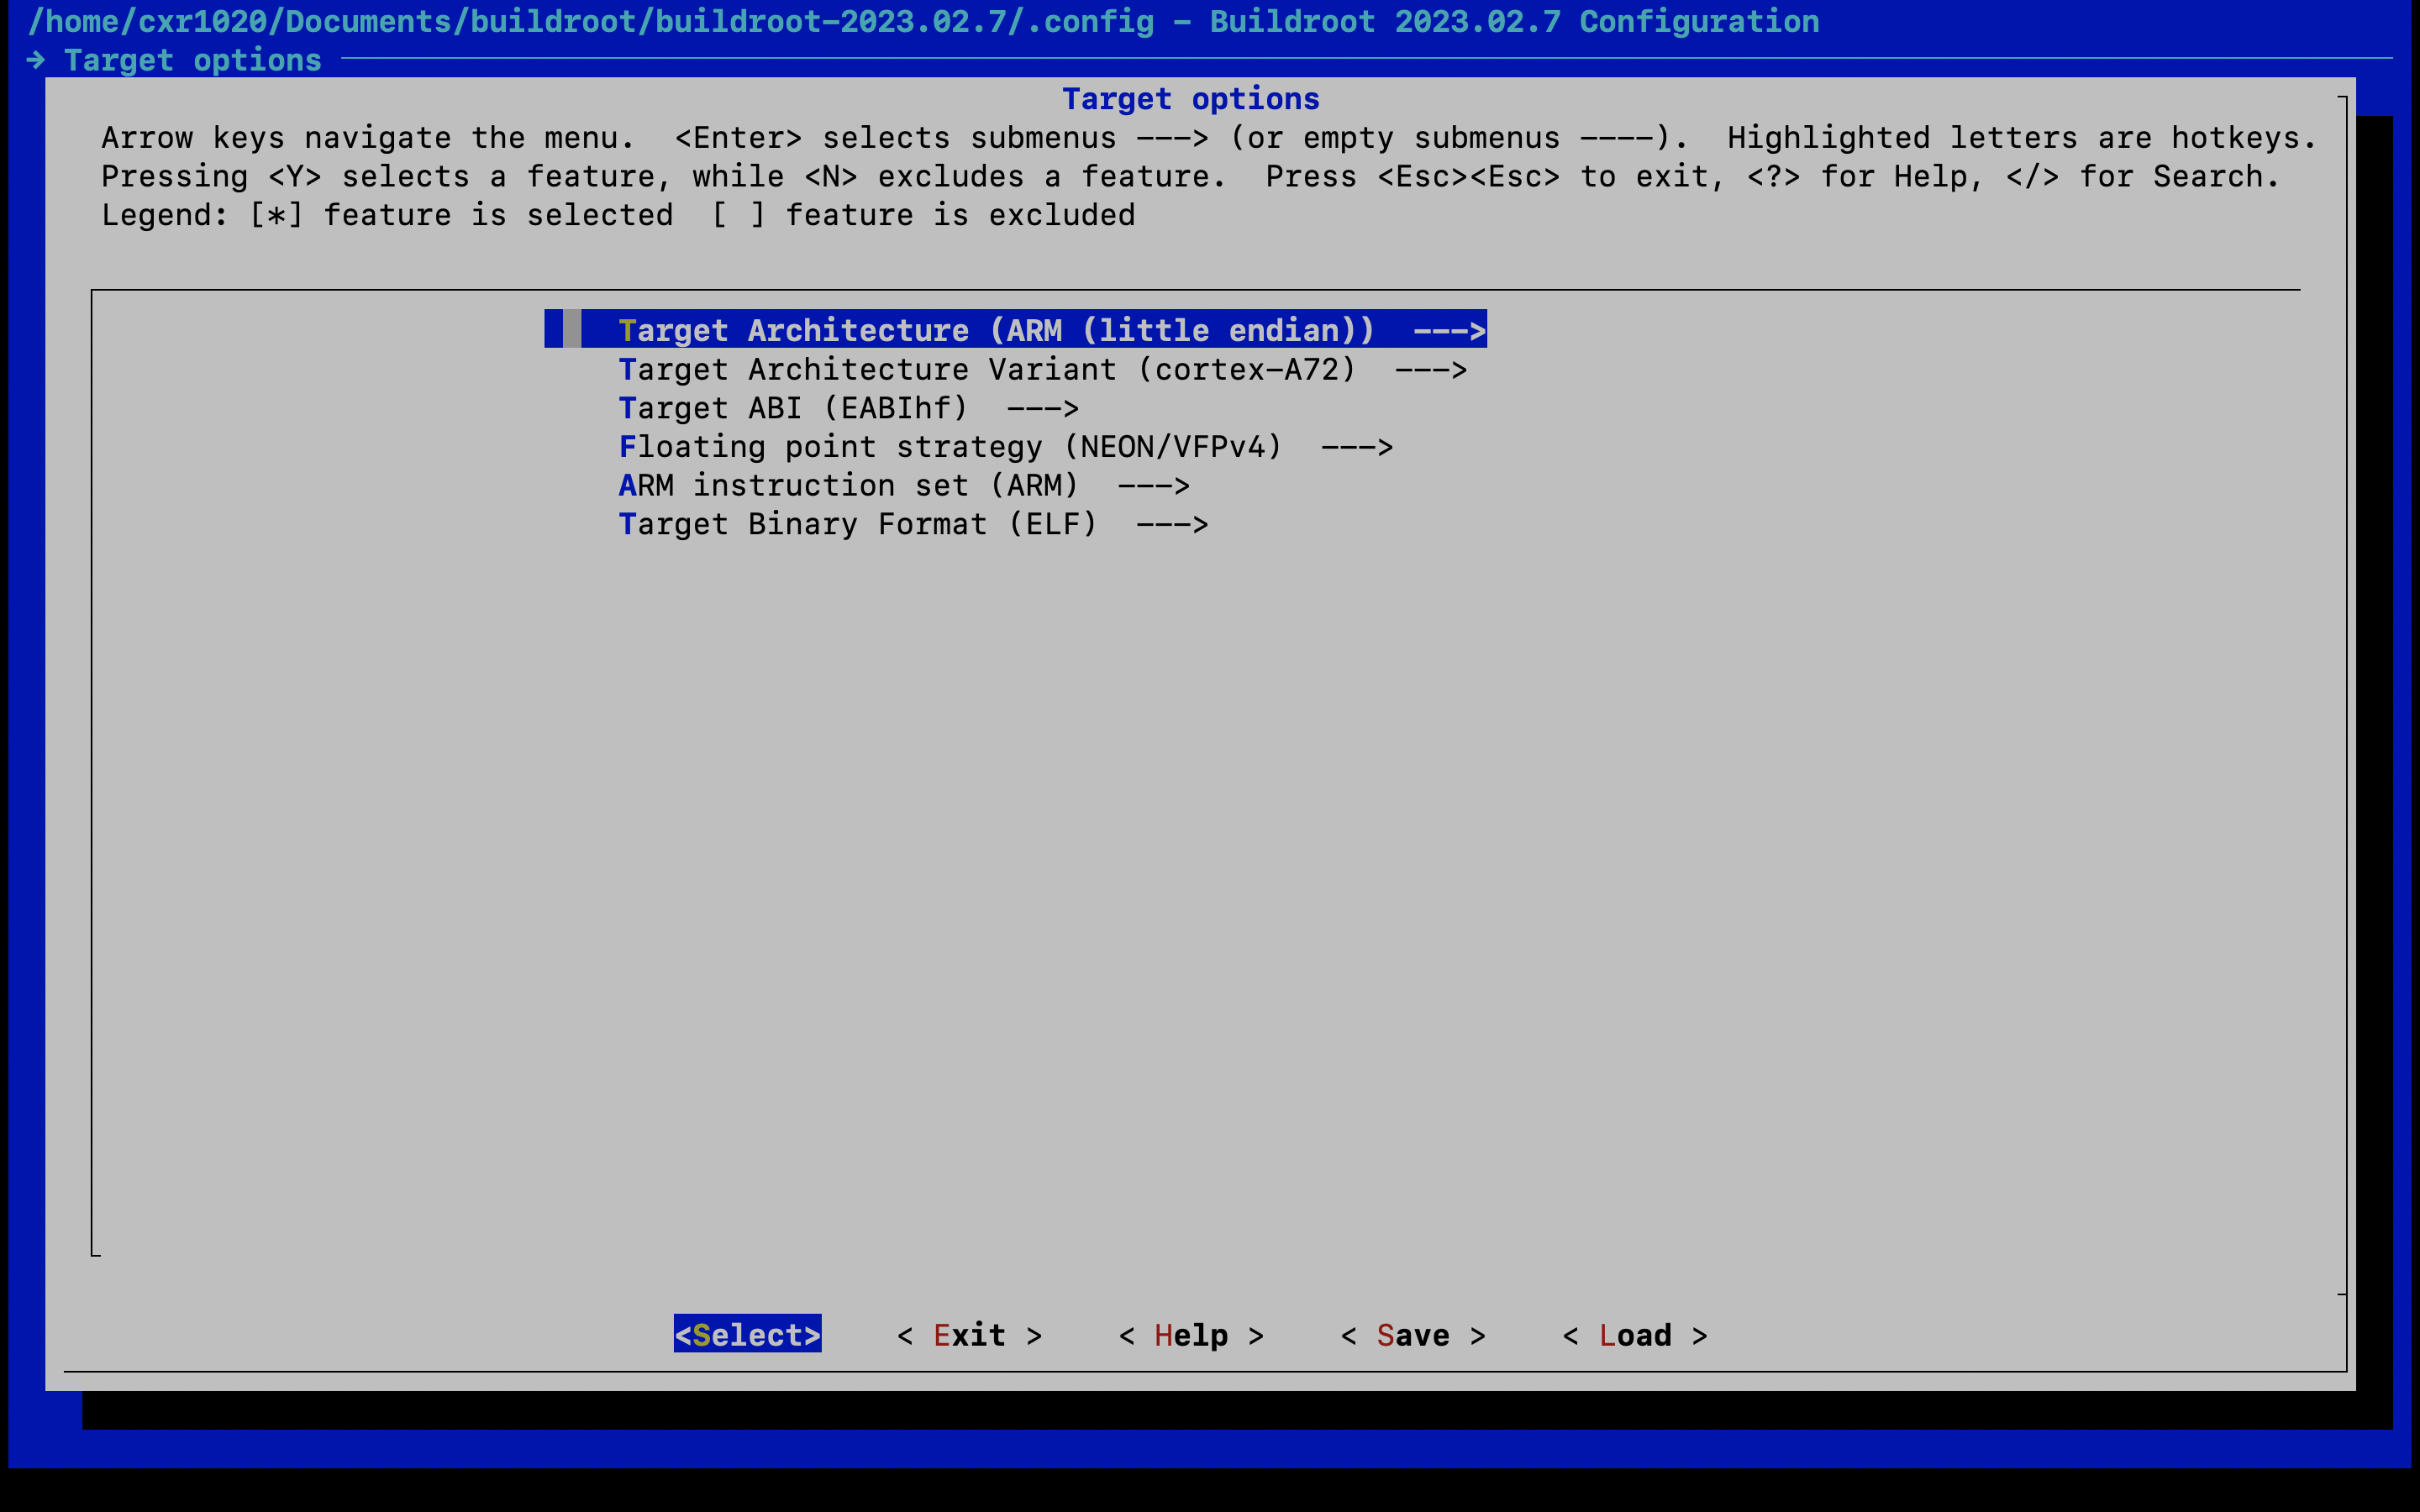 /home/cxr1020/Documents/buildroot/buildroot-2023.02.7/.config - Buildroot 2023.02.7 Configuration
→ Target options
Target options
Arrow keys navigate the menu.  <Enter> selects submenus ---> (or empty submenus ----).  Highlighted letters are hotkeys.
Pressing <Y> selects a feature, while <N> excludes a feature.  Press <Esc><Esc> to exit, <?> for Help, </> for Search.
Legend: [*] feature is selected  [ ] feature is excluded
Target Architecture (ARM (little endian))  --->
Target Architecture Variant (cortex-A72)  --->
Target ABI (EABIhf)  --->
Floating point strategy (NEON/VFPv4)  --->
ARM instruction set (ARM)  --->
Target Binary Format (ELF)  --->
<Select>    < Exit >    < Help >    < Save >    < Load >